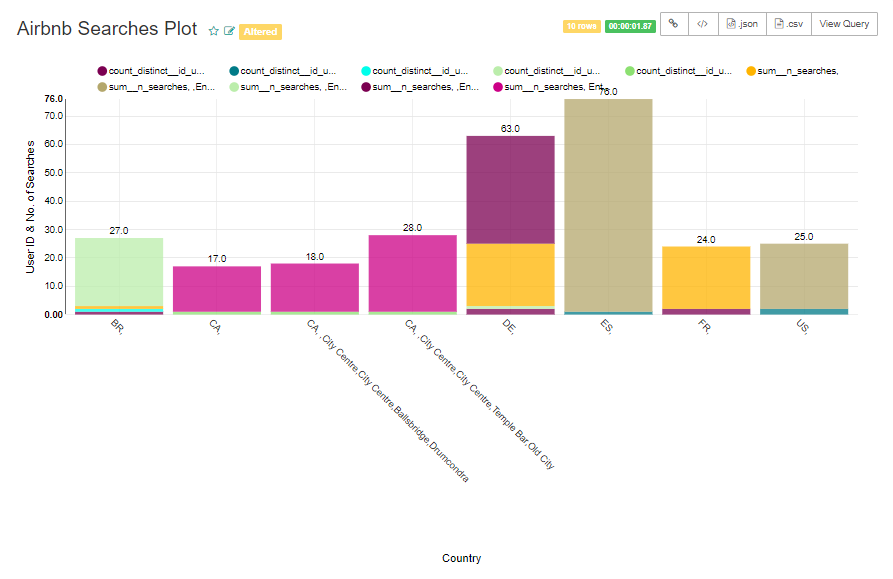 Airbnb Searches Plot Altered 10 rows 00:00:01.87 </> .json .csv View Query
count_distinct__id_u... count_distinct__id_u... count_distinct__id_u... count_distinct__id_u... count_distinct__id_u... sum__n_searches,
sum__n_searches, ,En... sum__n_searches, ,En... sum__n_searches, ,En... sum__n_searches, Ent...
76.0
76.0
70.0
60.0
50.0
40.0
30.0
20.0
10.0
0.00
User ID & No. of Searches
27.0
17.0
18.0
28.0
63.0
24.0
25.0
BR,
CA,
CA, ,City Centre,City Centre,Ballsbridge,Drumcondra
CA, ,City Centre,City Centre,Temple Bar,Old City
DE,
ES,
FR,
US,
Country